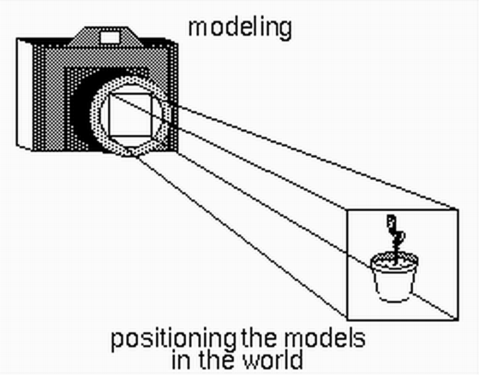 modeling
positioning the models
in the world